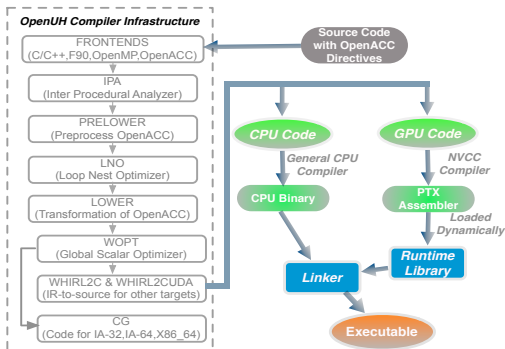 OpenUH Compiler Infrastructure
FRONTENDS
(C/C++,F90,OpenMP,OpenACC)
IPA
(Inter Procedural Analyzer)
PRELOWER
(Preprocess OpenACC)
LNO
(Loop Nest Optimizer)
LOWER
(Transformation of OpenACC)
WOPT
(Global Scalar Optimizer)
WHIRL2C & WHIRL2CUDA
(IR-to-source for other targets)
CG
(Code for IA-32,IA-64,X86_64)
Source Code
with OpenACC
Directives
CPU Code
GPU Code
General CPU
Compiler
NVCC
Compiler
CPU Binary
PTX
Assembler
Loaded
Dynamically
Linker
Runtime
Library
Executable